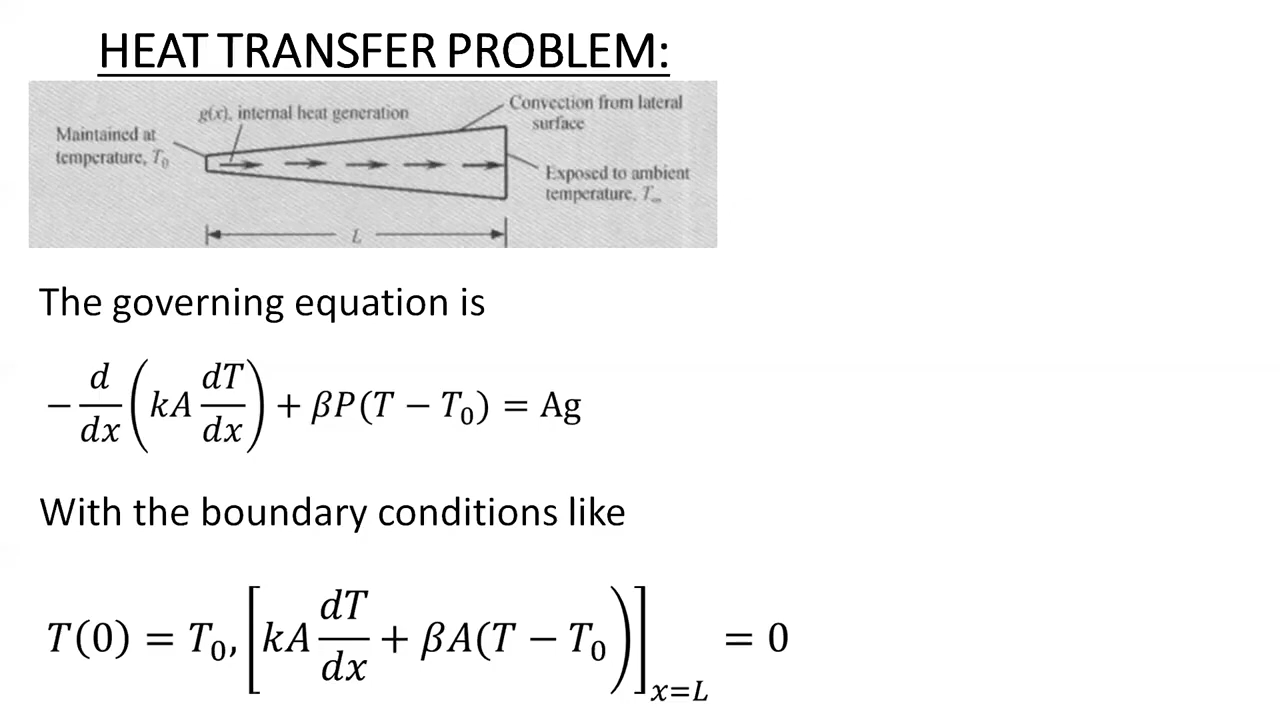 HEAT TRANSFER PROBLEM:
g(x), internal heat generation
Convection from lateral
surface
Maintained at
temperature, T₀
Exposed to ambient
temperature, T∞
L
The governing equation is
−d/dx(kA dT/dx) + βP(T − T₀) = Ag
With the boundary conditions like
T(0) = T₀, [kA dT/dx + βA(T − T₀)]ₓ₌L = 0